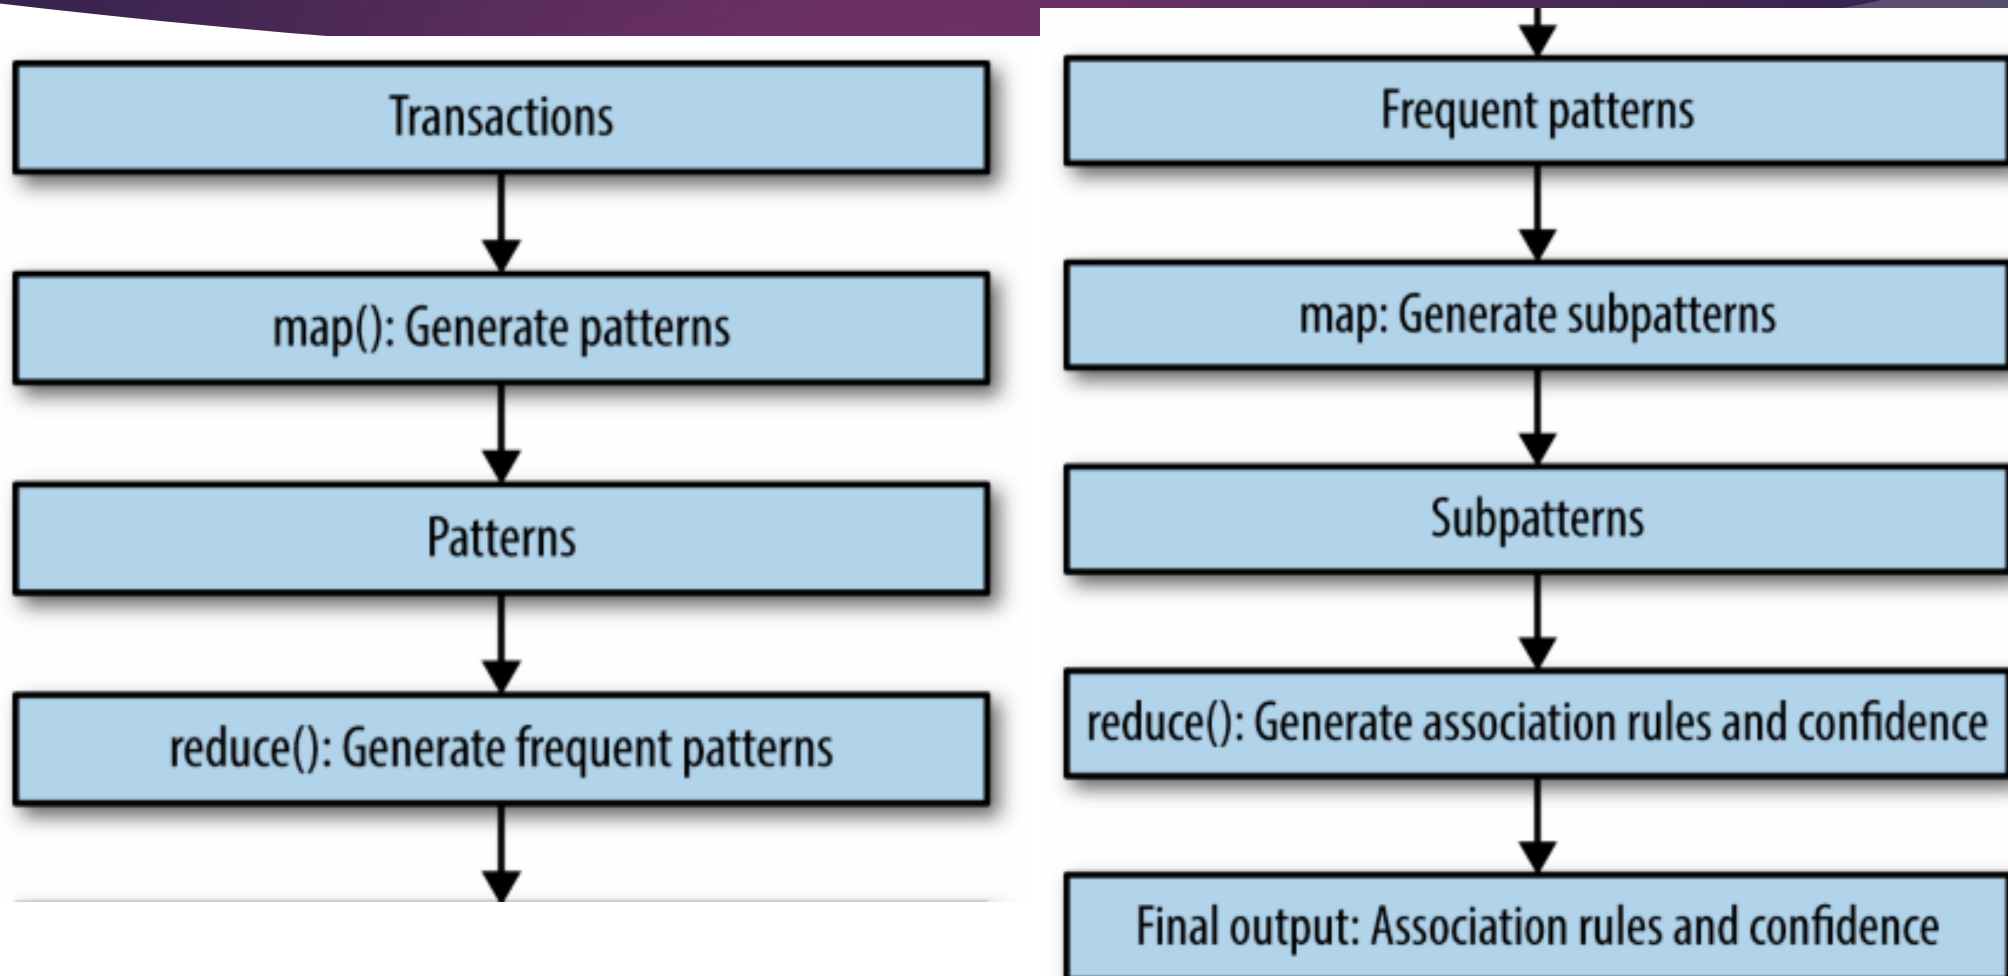 Transactions
map(): Generate patterns
Patterns
reduce(): Generate frequent patterns
Frequent patterns
map: Generate subpatterns
Subpatterns
reduce(): Generate association rules and confidence
Final output: Association rules and confidence